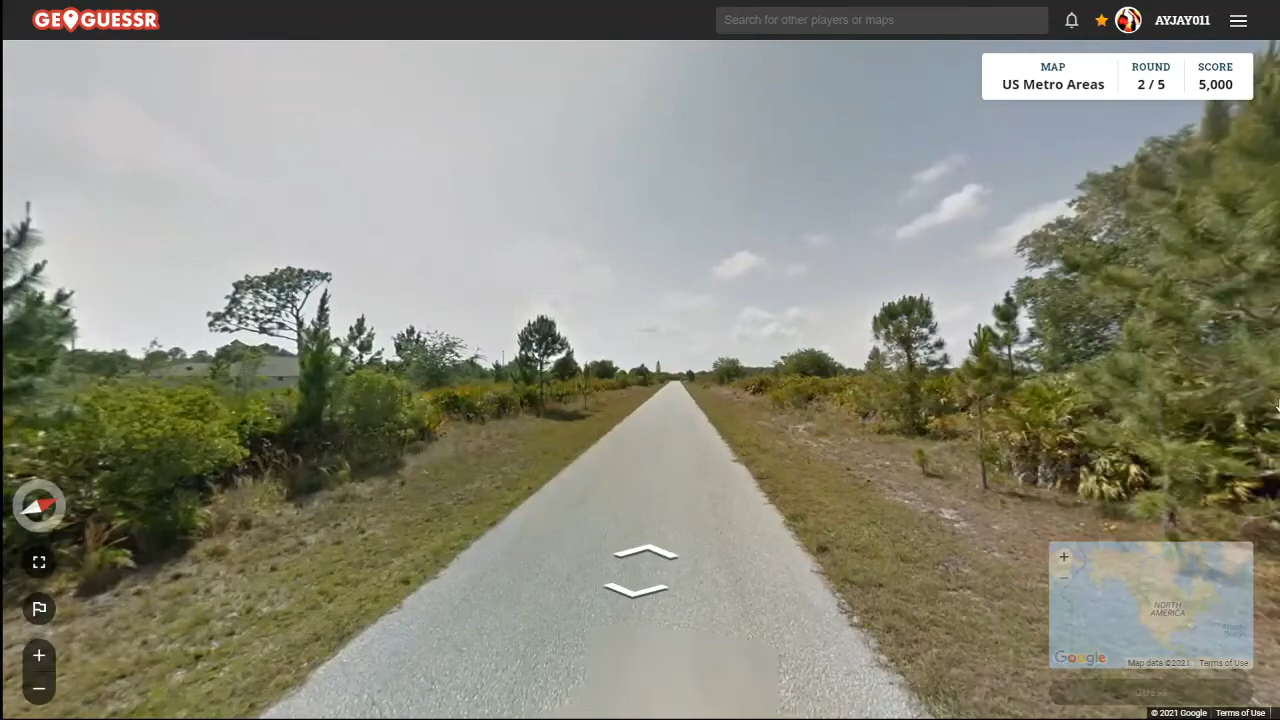 GEOGUESSR
Search for other players or maps
AYJAY011
MAP
US Metro Areas
ROUND
2 / 5
SCORE
5,000
NORTH
AMERICA
Google
Map data ©2021
Terms of Use
GUESS
© 2021 Google
Terms of Use